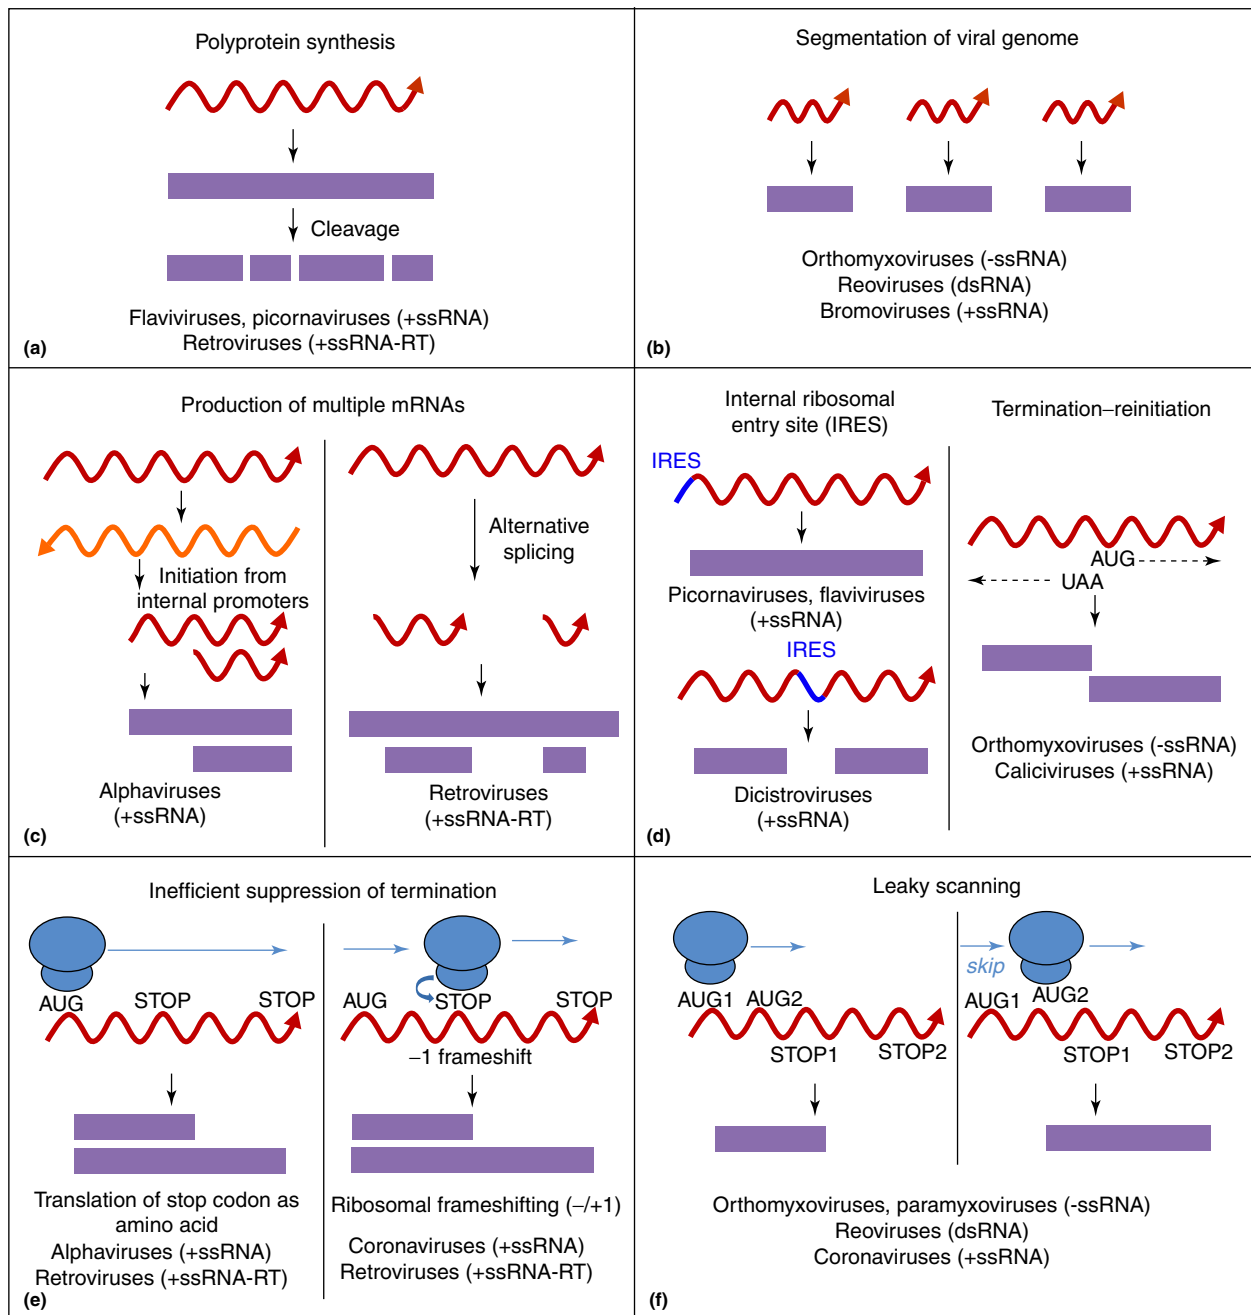 Polyprotein synthesis
Cleavage
Flaviviruses, picornaviruses (+ssRNA)
Retroviruses (+ssRNA-RT)
(a)
Segmentation of viral genome
Orthomyxoviruses (-ssRNA)
Reoviruses (dsRNA)
Bromoviruses (+ssRNA)
(b)
Production of multiple mRNAs
Initiation from
internal promoters
Alphaviruses
(+ssRNA)
Alternative
splicing
Retroviruses
(+ssRNA-RT)
(c)
Internal ribosomal
entry site (IRES)
IRES
Picornaviruses, flaviviruses
(+ssRNA)
IRES
Dicistroviruses
(+ssRNA)
Termination–reinitiation
AUG
UAA
Orthomyxoviruses (-ssRNA)
Caliciviruses (+ssRNA)
(d)
Inefficient suppression of termination
AUG STOP STOP
Translation of stop codon as
amino acid
Alphaviruses (+ssRNA)
Retroviruses (+ssRNA-RT)
AUG STOP STOP
–1 frameshift
Ribosomal frameshifting (–/+1)
Coronaviruses (+ssRNA)
Retroviruses (+ssRNA-RT)
(e)
Leaky scanning
AUG1 AUG2
STOP1 STOP2
skip
AUG1 AUG2
STOP1 STOP2
Orthomyxoviruses, paramyxoviruses (-ssRNA)
Reoviruses (dsRNA)
Coronaviruses (+ssRNA)
(f)